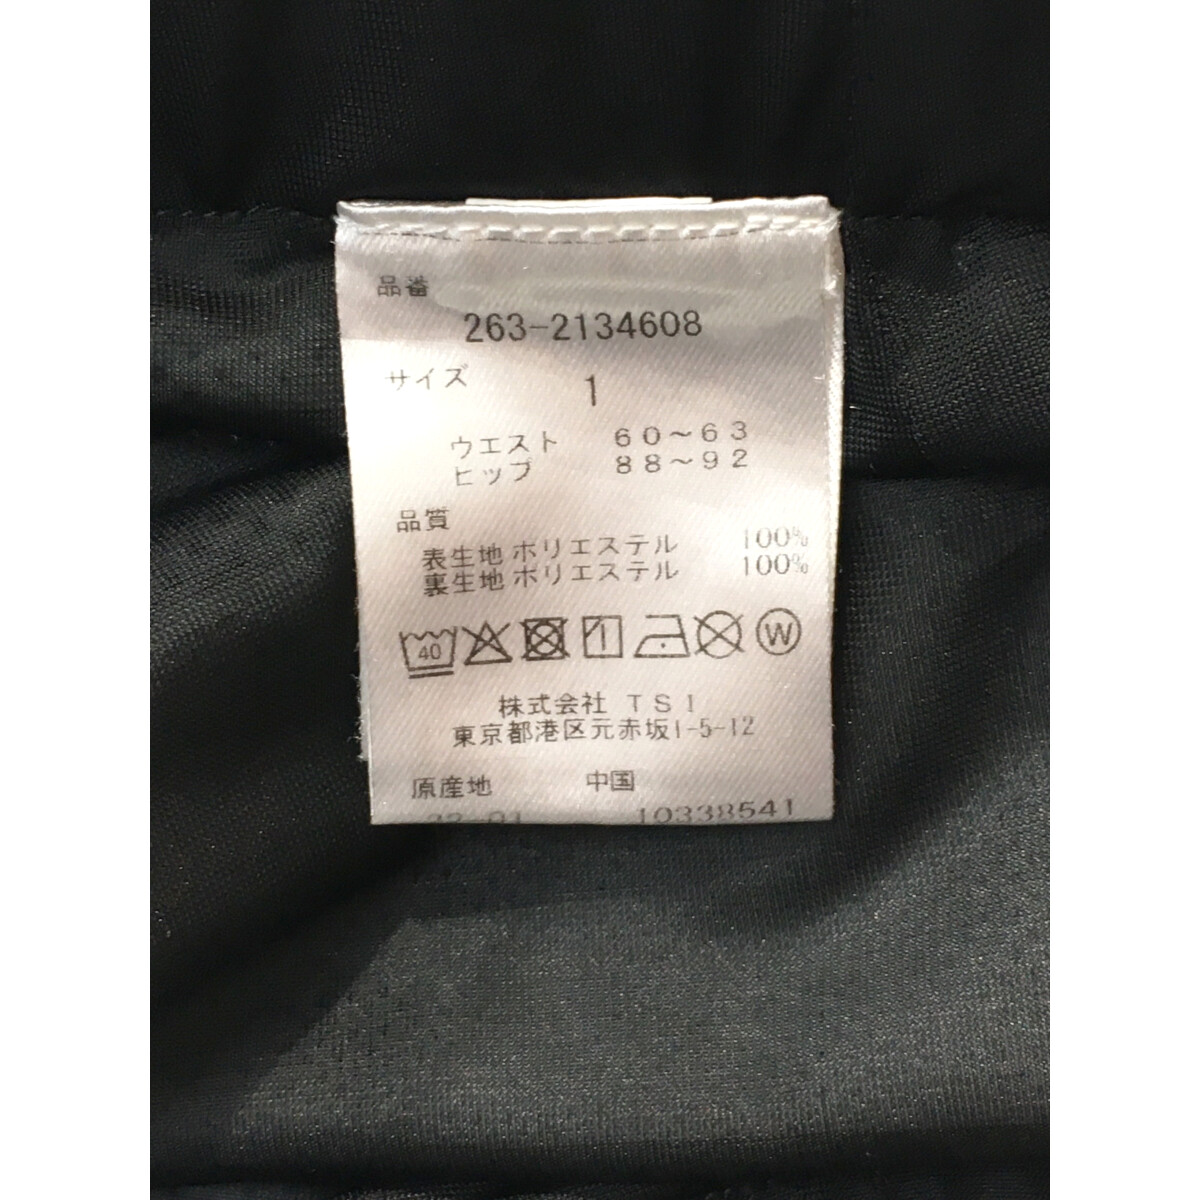 品番
263-2134608
サイズ 1
ウエスト 60～63
ヒップ 88～92
品質
表生地 ポリエステル 100%
裏生地 ポリエステル 100%
40 W
株式会社 TSI
東京都港区元赤坂1-5-12
原産地 中国
10338541